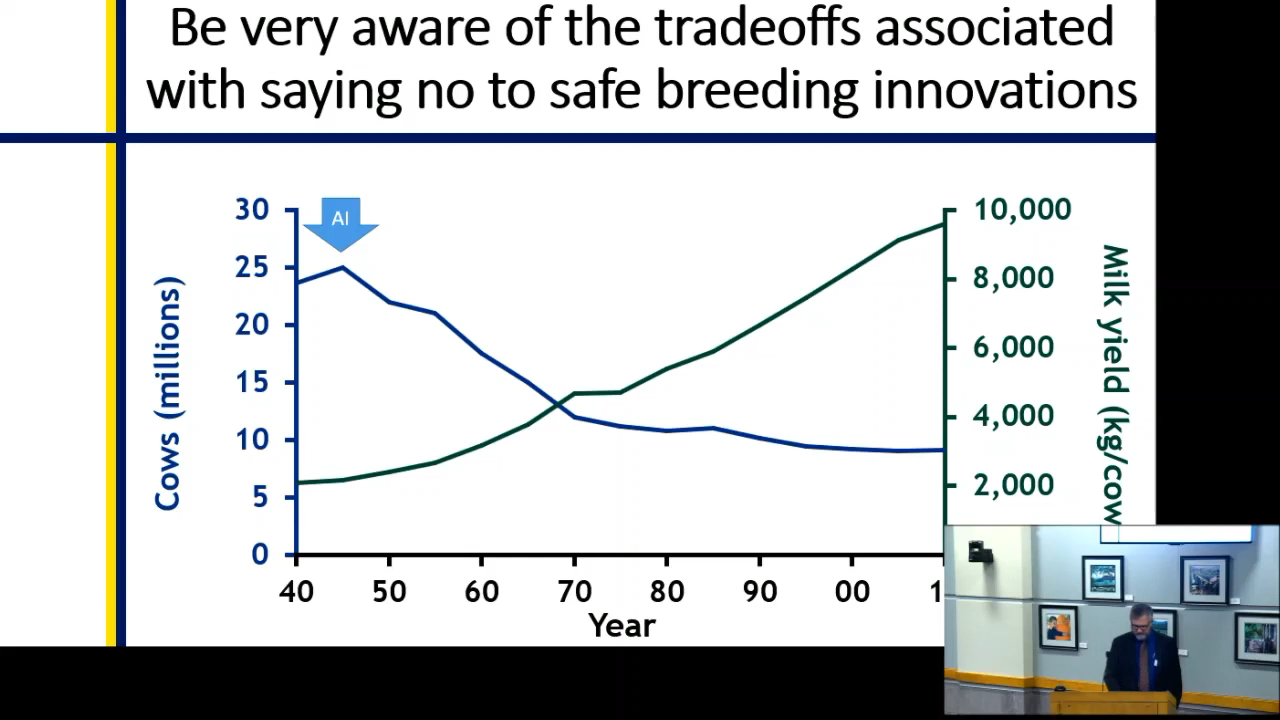 Be very aware of the tradeoffs associated
with saying no to safe breeding innovations
AI
30
25
20
15
10
5
0
Cows (millions)
10,000
8,000
6,000
4,000
2,000
Milk yield (kg/cow
40 50 60 70 80 90 00 1
Year